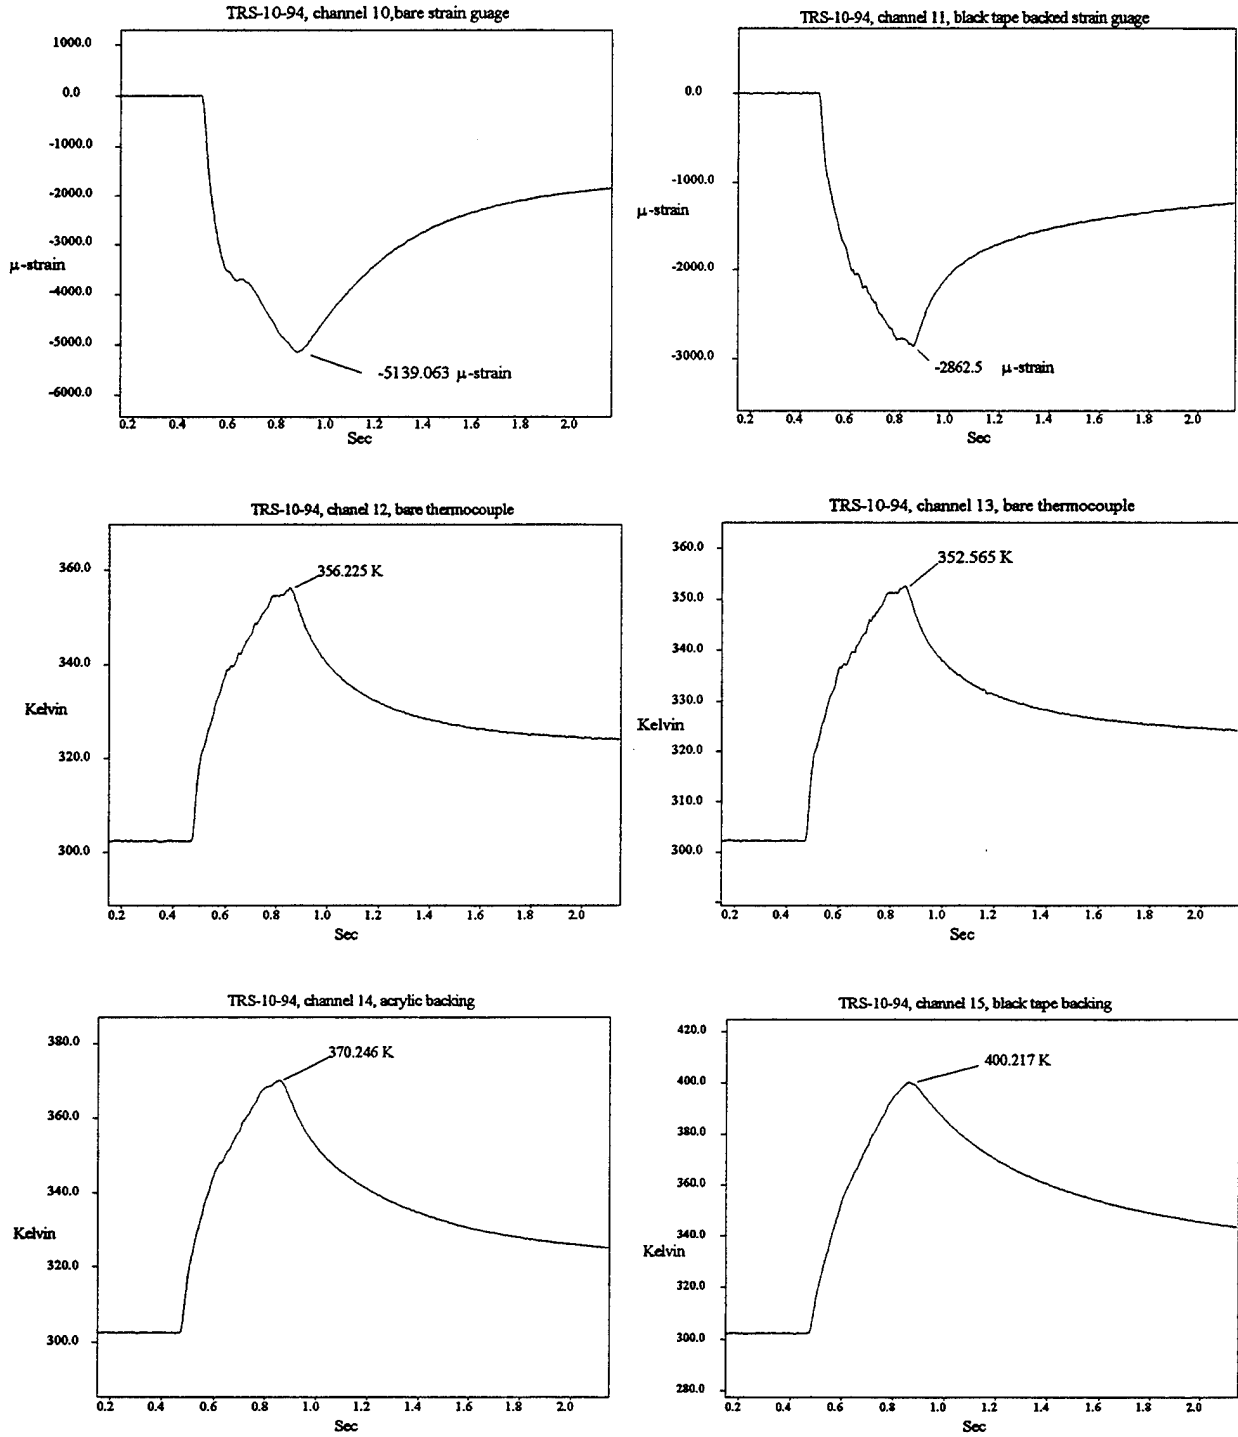 TRS-10-94, channel 10,bare strain guage
1000.0
0.0
-1000.0
-2000.0
-3000.0
μ-strain
-4000.0
-5000.0
-6000.0
-5139.063 μ-strain
0.2 0.4 0.6 0.8 1.0 1.2 1.4 1.6 1.8 2.0
Sec
TRS-10-94, channel 11, black tape backed strain guage
0.0
-1000.0
μ-strain
-2000.0
-3000.0
-2862.5 μ-strain
0.2 0.4 0.6 0.8 1.0 1.2 1.4 1.6 1.8 2.0
Sec
TRS-10-94, chanel 12, bare thermocouple
360.0
356.225 K
340.0
Kelvin
320.0
300.0
0.2 0.4 0.6 0.8 1.0 1.2 1.4 1.6 1.8 2.0
Sec
TRS-10-94, channel 13, bare thermocouple
360.0
352.565 K
350.0
340.0
330.0
Kelvin
320.0
310.0
300.0
0.2 0.4 0.6 0.8 1.0 1.2 1.4 1.6 1.8 2.0
Sec
TRS-10-94, channel 14, acrylic backing
380.0
370.246 K
360.0
340.0
Kelvin
320.0
300.0
0.2 0.4 0.6 0.8 1.0 1.2 1.4 1.6 1.8 2.0
Sec
TRS-10-94, channel 15, black tape backing
420.0
400.217 K
400.0
380.0
360.0
340.0
Kelvin
320.0
300.0
280.0
0.2 0.4 0.6 0.8 1.0 1.2 1.4 1.6 1.8 2.0
Sec